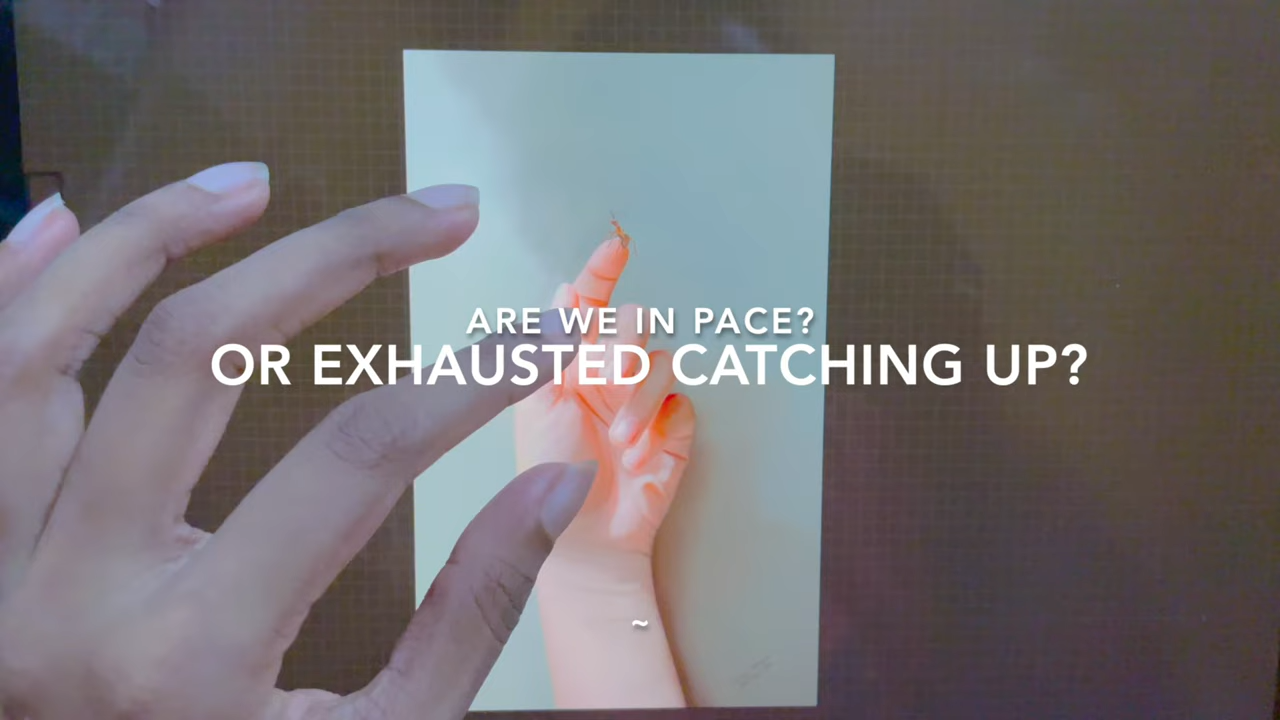 ARE WE IN PACE?
OR EXHAUSTED CATCHING UP?
~